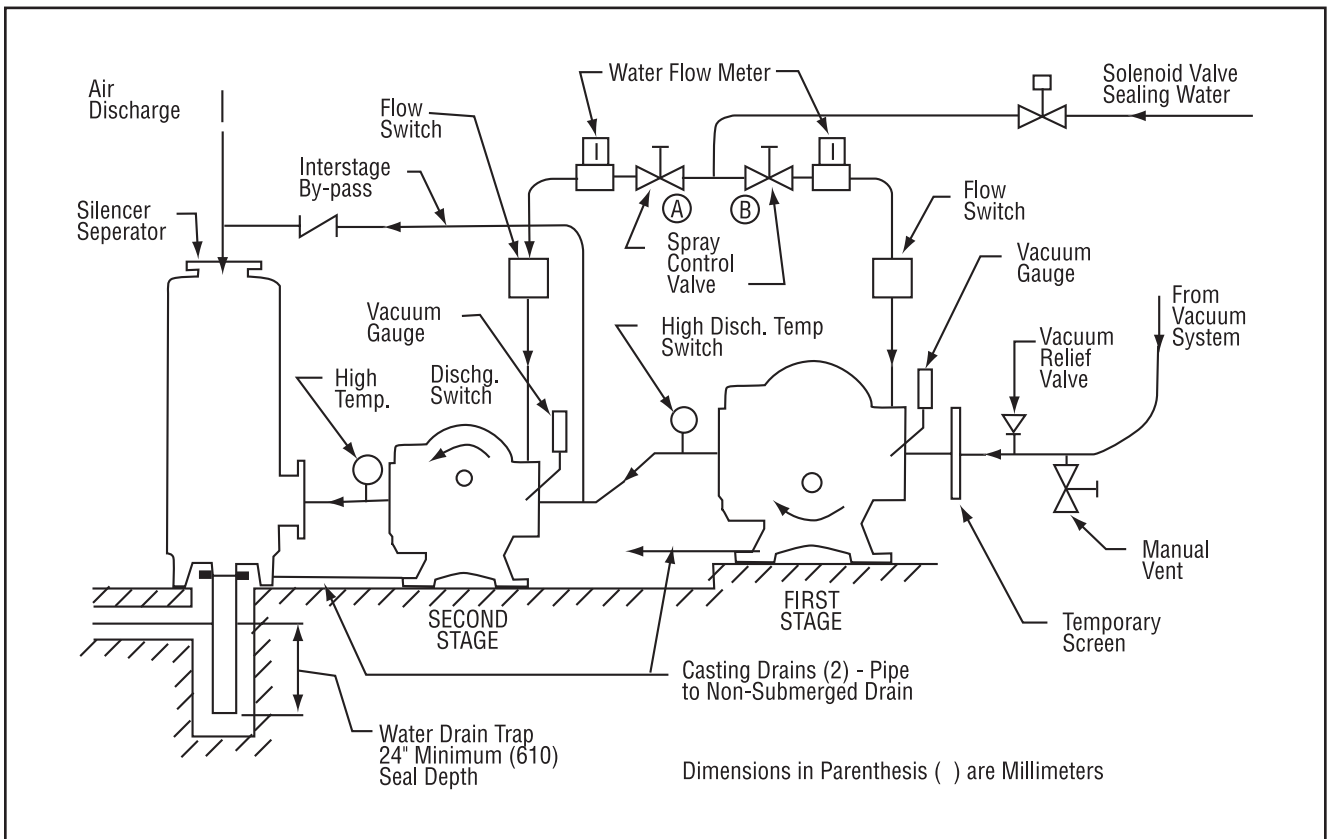 Air
Discharge
Silencer
Seperator
Interstage
By-pass
Flow
Switch
Water Flow Meter
Solenoid Valve
Sealing Water
I
I
A
B
Spray
Control
Valve
Flow
Switch
Vacuum
Gauge
From
Vacuum
System
Vacuum
Relief
Valve
Vacuum
Gauge
High Disch. Temp
Switch
High
Temp.
Dischg.
Switch
Manual
Vent
Temporary
Screen
SECOND
STAGE
FIRST
STAGE
Casting Drains (2) - Pipe
to Non-Submerged Drain
Water Drain Trap
24" Minimum (610)
Seal Depth
Dimensions in Parenthesis ( ) are Millimeters